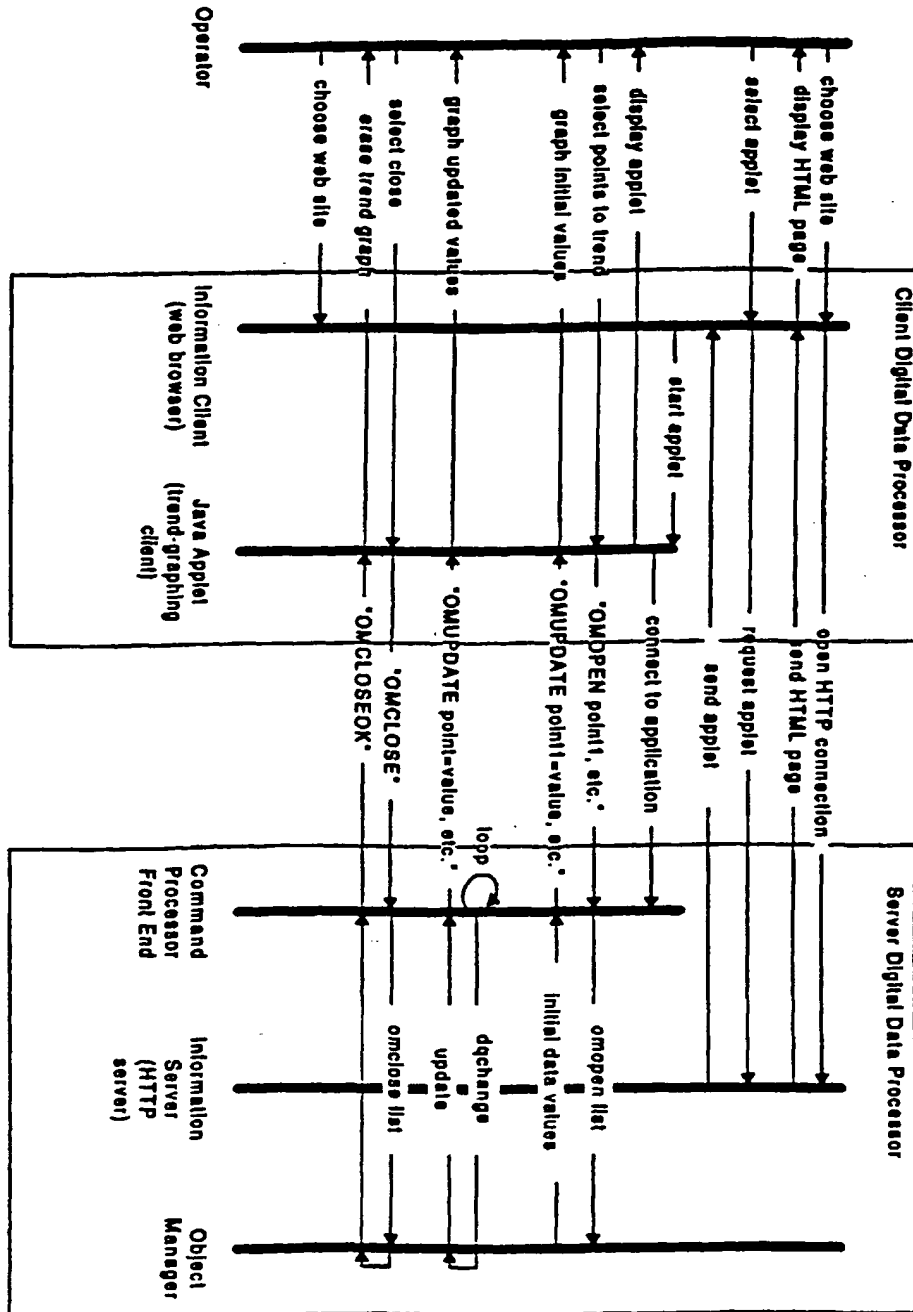 Client Digital Data Processor
Server Digital Data Processor
choose web site
open HTTP connection
display HTML page
send HTML page
select applet
request applet
send applet
start applet
connect to application
display applet
select points to trend
"OMOPEN point1, etc."
omopen list
graph initial values
"OMUPDATE point1=value, etc."
initial data values
loop
dqchange
graph updated values
"OMUPDATE point=value, etc."
update
select close
"OMCLOSE"
omclose list
erase trend graph
"OMCLOSEOK"
choose web site
Operator
Information Client
(web browser)
Java Applet
(trend-graphing
client)
Command
Processor
Front End
Information
Server
(HTTP
server)
Object
Manager